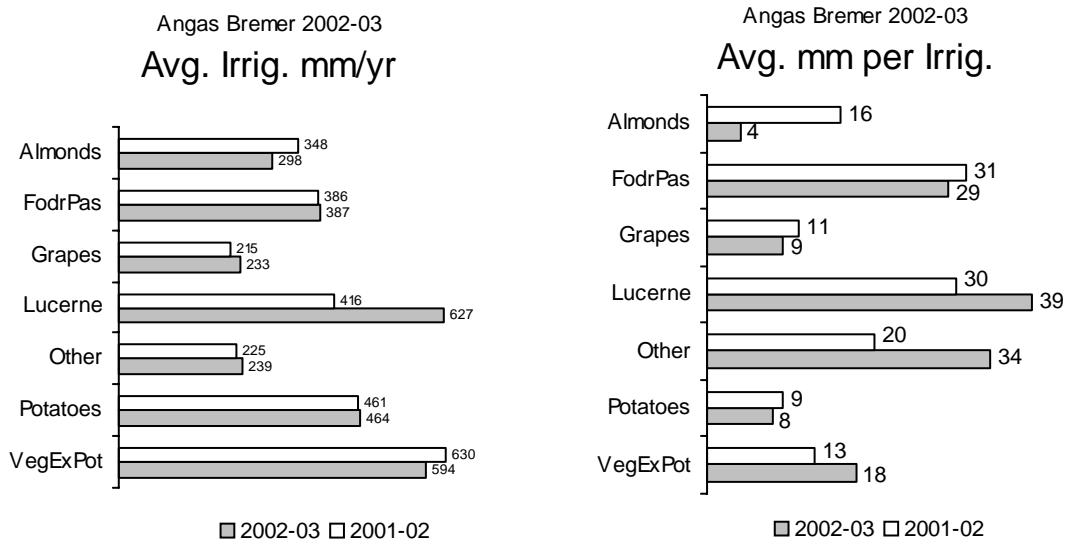 Angas Bremer 2002-03
Avg. Irrig. mm/yr
Almonds
348
298
FodrPas
386
387
Grapes
215
233
Lucerne
416
627
Other
225
239
Potatoes
461
464
VegExPot
630
594
2002-03 2001-02
Angas Bremer 2002-03
Avg. mm per Irrig.
Almonds
16
4
FodrPas
31
29
Grapes
11
9
Lucerne
30
39
Other
20
34
Potatoes
9
8
VegExPot
13
18
2002-03 2001-02